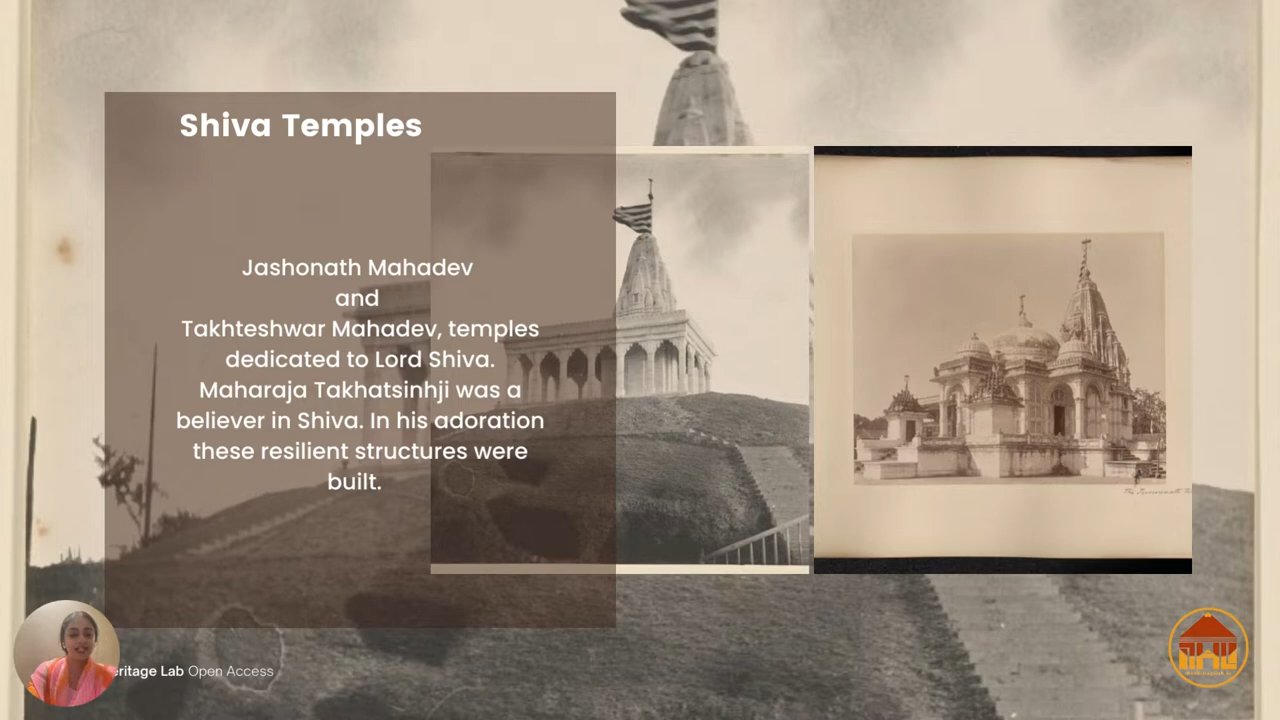 Shiva Temples
Jashonath Mahadev
and
Takhteshwar Mahadev, temples
dedicated to Lord Shiva.
Maharaja Takhatsinhji was a
believer in Shiva. In his adoration
these resilient structures were
built.
eritage Lab Open Access